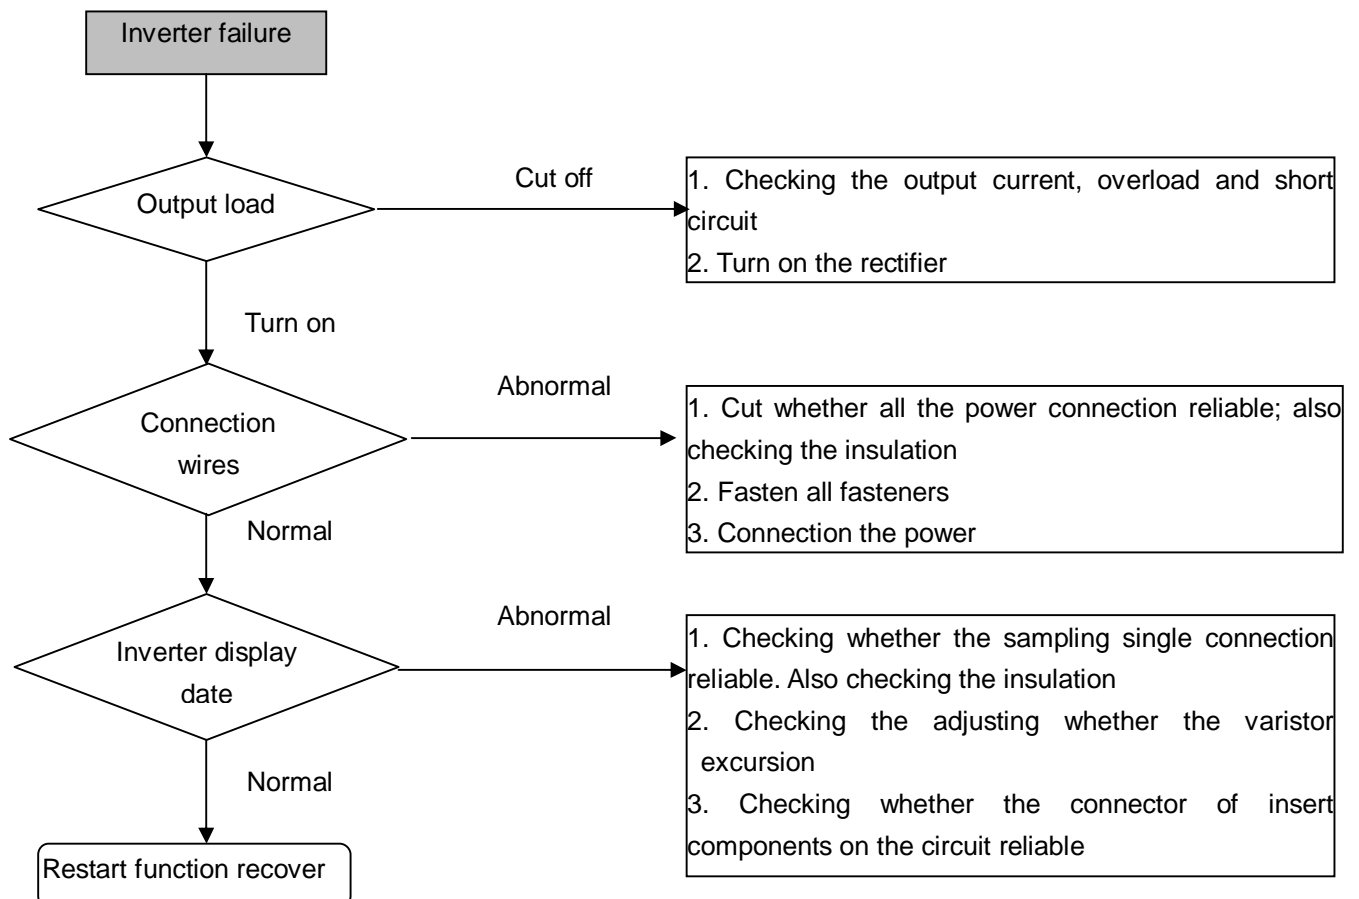 Inverter failure
Output load
Cut off
1. Checking the output current, overload and short
circuit
2. Turn on the rectifier
Turn on
Connection
wires
Abnormal
1. Cut whether all the power connection reliable; also
checking the insulation
2. Fasten all fasteners
3. Connection the power
Normal
Inverter display
date
Abnormal
1. Checking whether the sampling single connection
reliable. Also checking the insulation
2. Checking the adjusting whether the varistor
excursion
3. Checking whether the connector of insert
components on the circuit reliable
Normal
Restart function recover